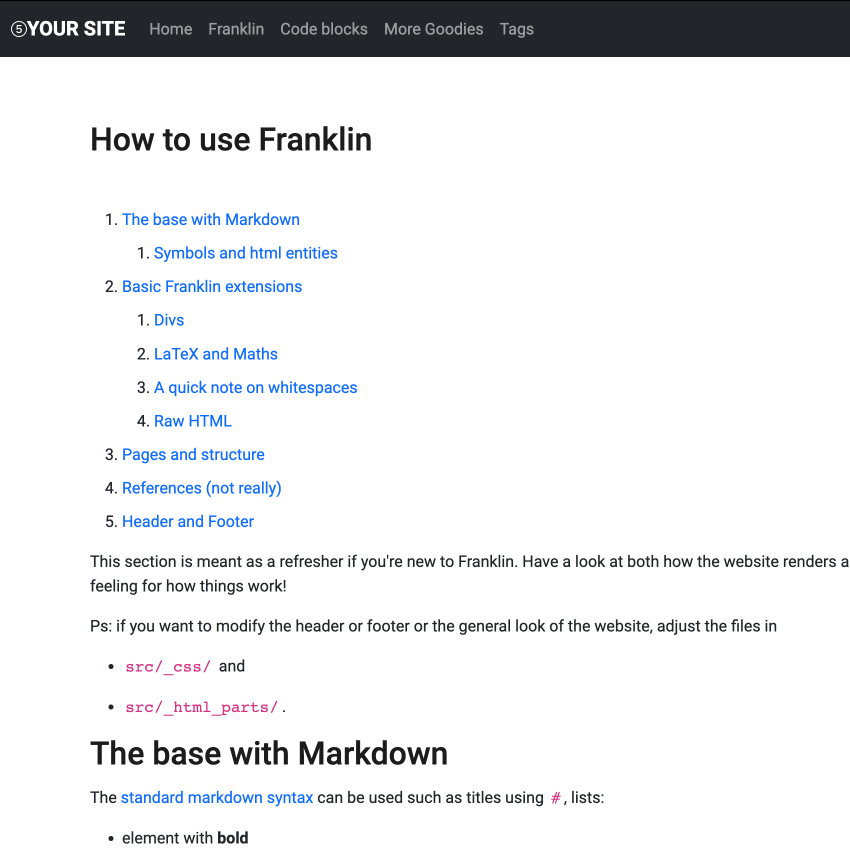 ⑤YOUR SITE Home Franklin Code blocks More Goodies Tags
How to use Franklin
1. The base with Markdown
1. Symbols and html entities
2. Basic Franklin extensions
1. Divs
2. LaTeX and Maths
3. A quick note on whitespaces
4. Raw HTML
3. Pages and structure
4. References (not really)
5. Header and Footer
This section is meant as a refresher if you're new to Franklin. Have a look at both how the website renders a
feeling for how things work!
Ps: if you want to modify the header or footer or the general look of the website, adjust the files in
• src/_css/ and
• src/_html_parts/.
The base with Markdown
The standard markdown syntax can be used such as titles using #, lists:
• element with bold